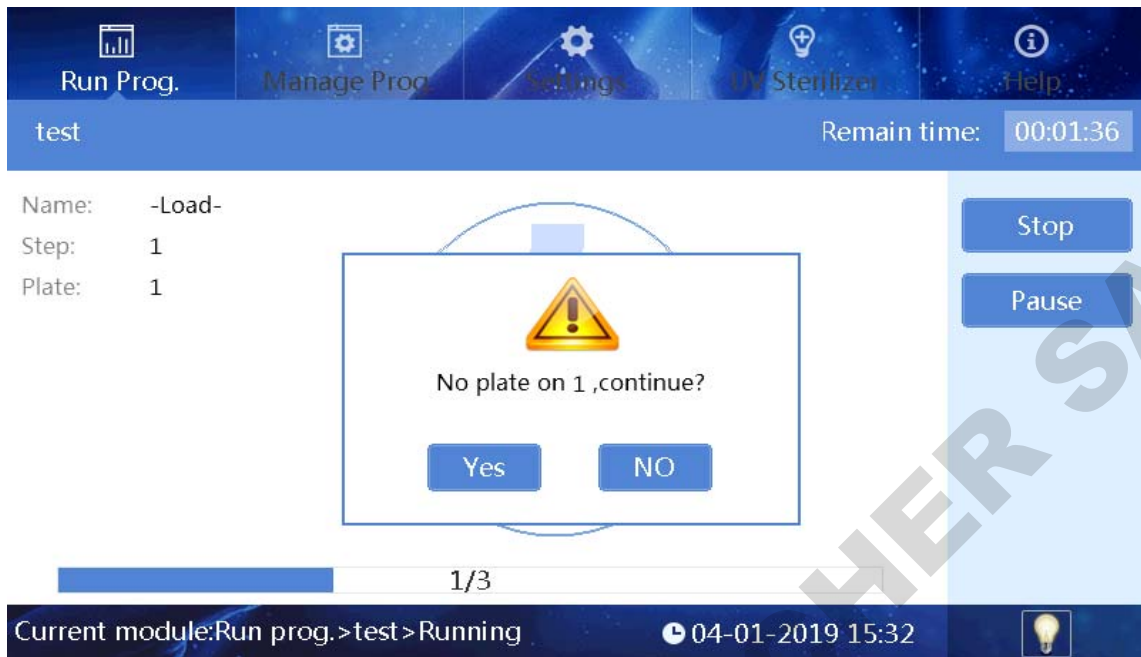 Run Prog. Manage Prog. Settings UV Sterilizer Help
test Remain time: 00:01:36
Name: -Load-
Step: 1
Plate: 1
Stop
Pause
No plate on 1 ,continue?
Yes NO
1/3
Current module:Run prog.>test>Running 04-01-2019 15:32